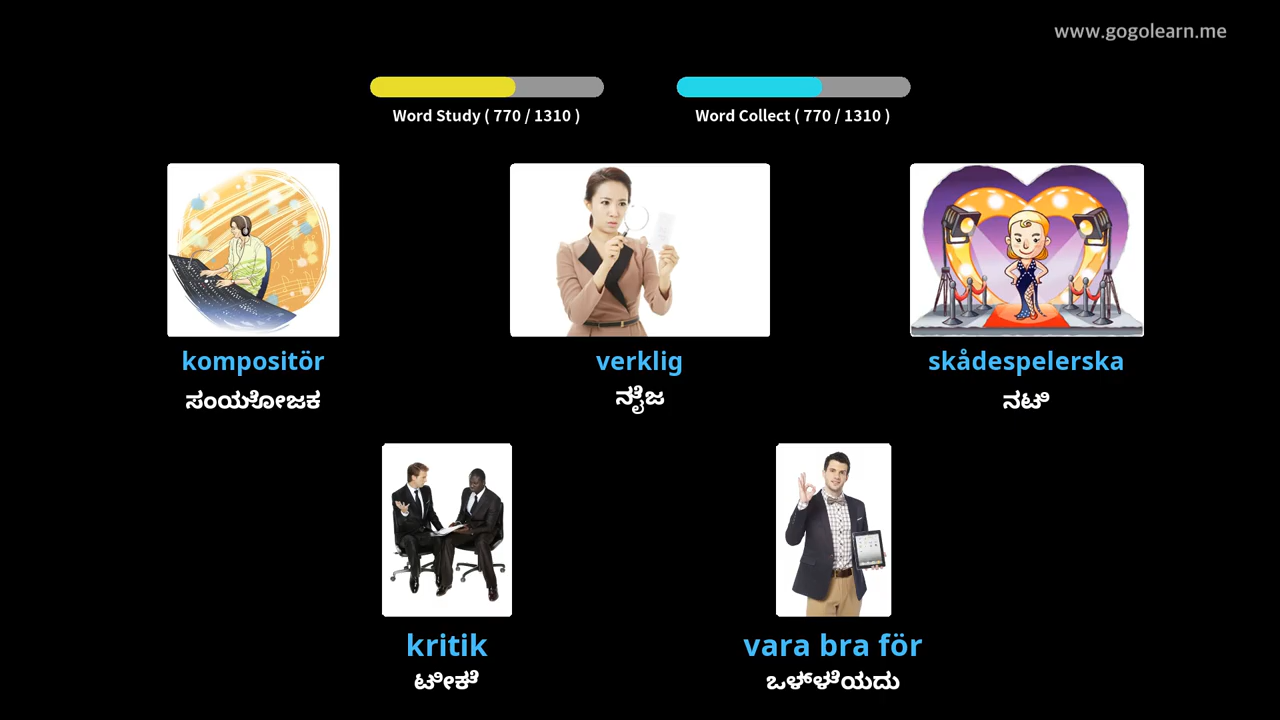 www.gogolearn.me
Word Study ( 770 / 1310 )
Word Collect ( 770 / 1310 )
kompositör
ಸಂಯೋಜಕ
verklig
ನೈಜ
skådespelerska
ನಟಿ
kritik
ಟೀಕೆ
vara bra för
ಒಳ್ಳೆಯದು